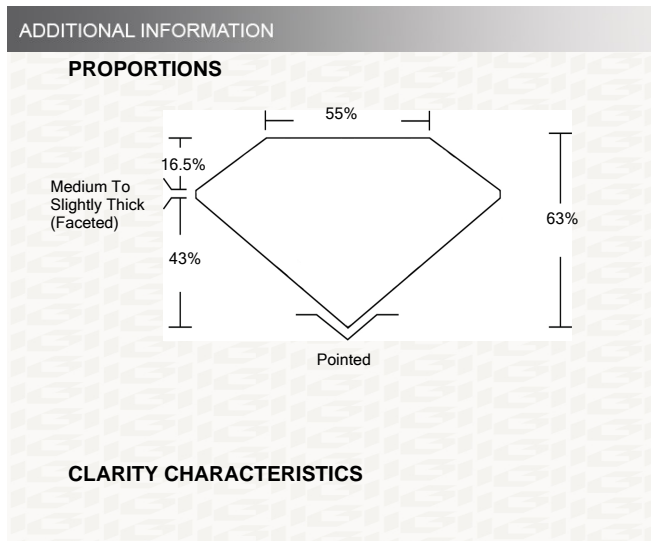 ADDITIONAL INFORMATION
PROPORTIONS
55%
16.5%
Medium To
Slightly Thick
(Faceted)
63%
43%
Pointed
CLARITY CHARACTERISTICS